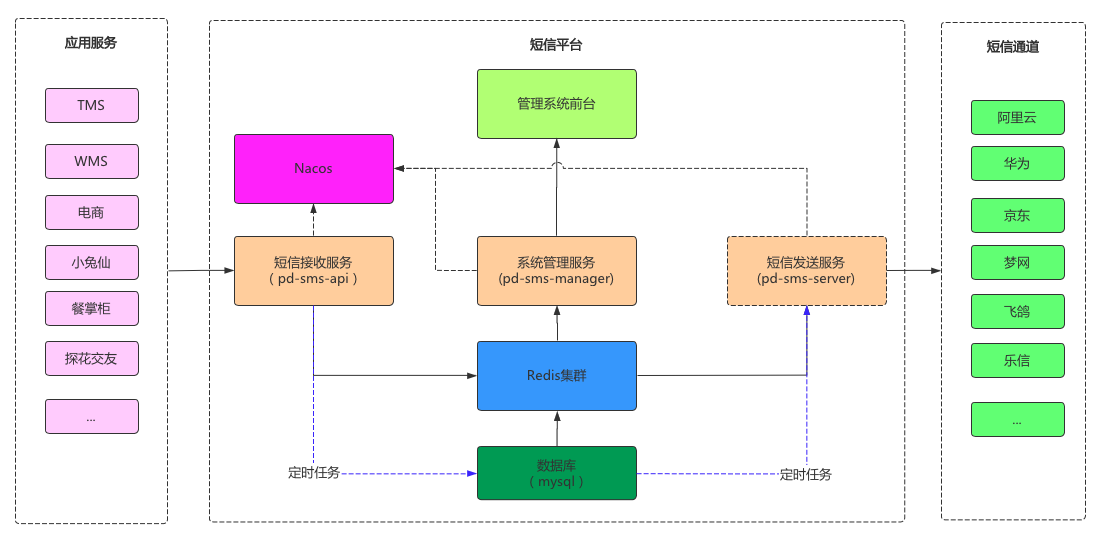 应用服务
TMS
WMS
电商
小兔仙
餐掌柜
探花交友
...
短信平台
管理系统前台
Nacos
短信接收服务
（ pd-sms-api ）
系统管理服务
(pd-sms-manager)
短信发送服务
(pd-sms-server)
Redis集群
定时任务
数据库
（ mysql ）
定时任务
短信通道
阿里云
华为
京东
梦网
飞鸽
乐信
...